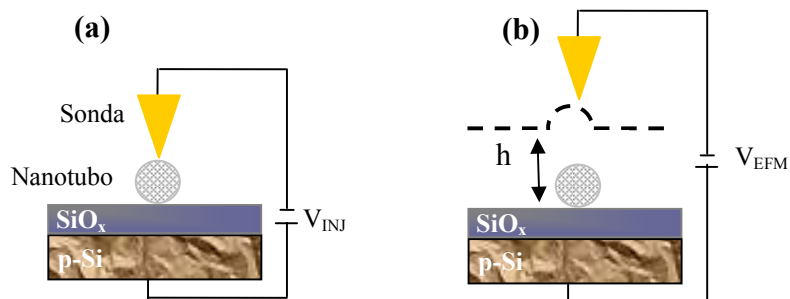 (a)
Sonda
Nanotubo
SiOx
p-Si
VINJ
(b)
h
VEFM
SiOx
p-Si